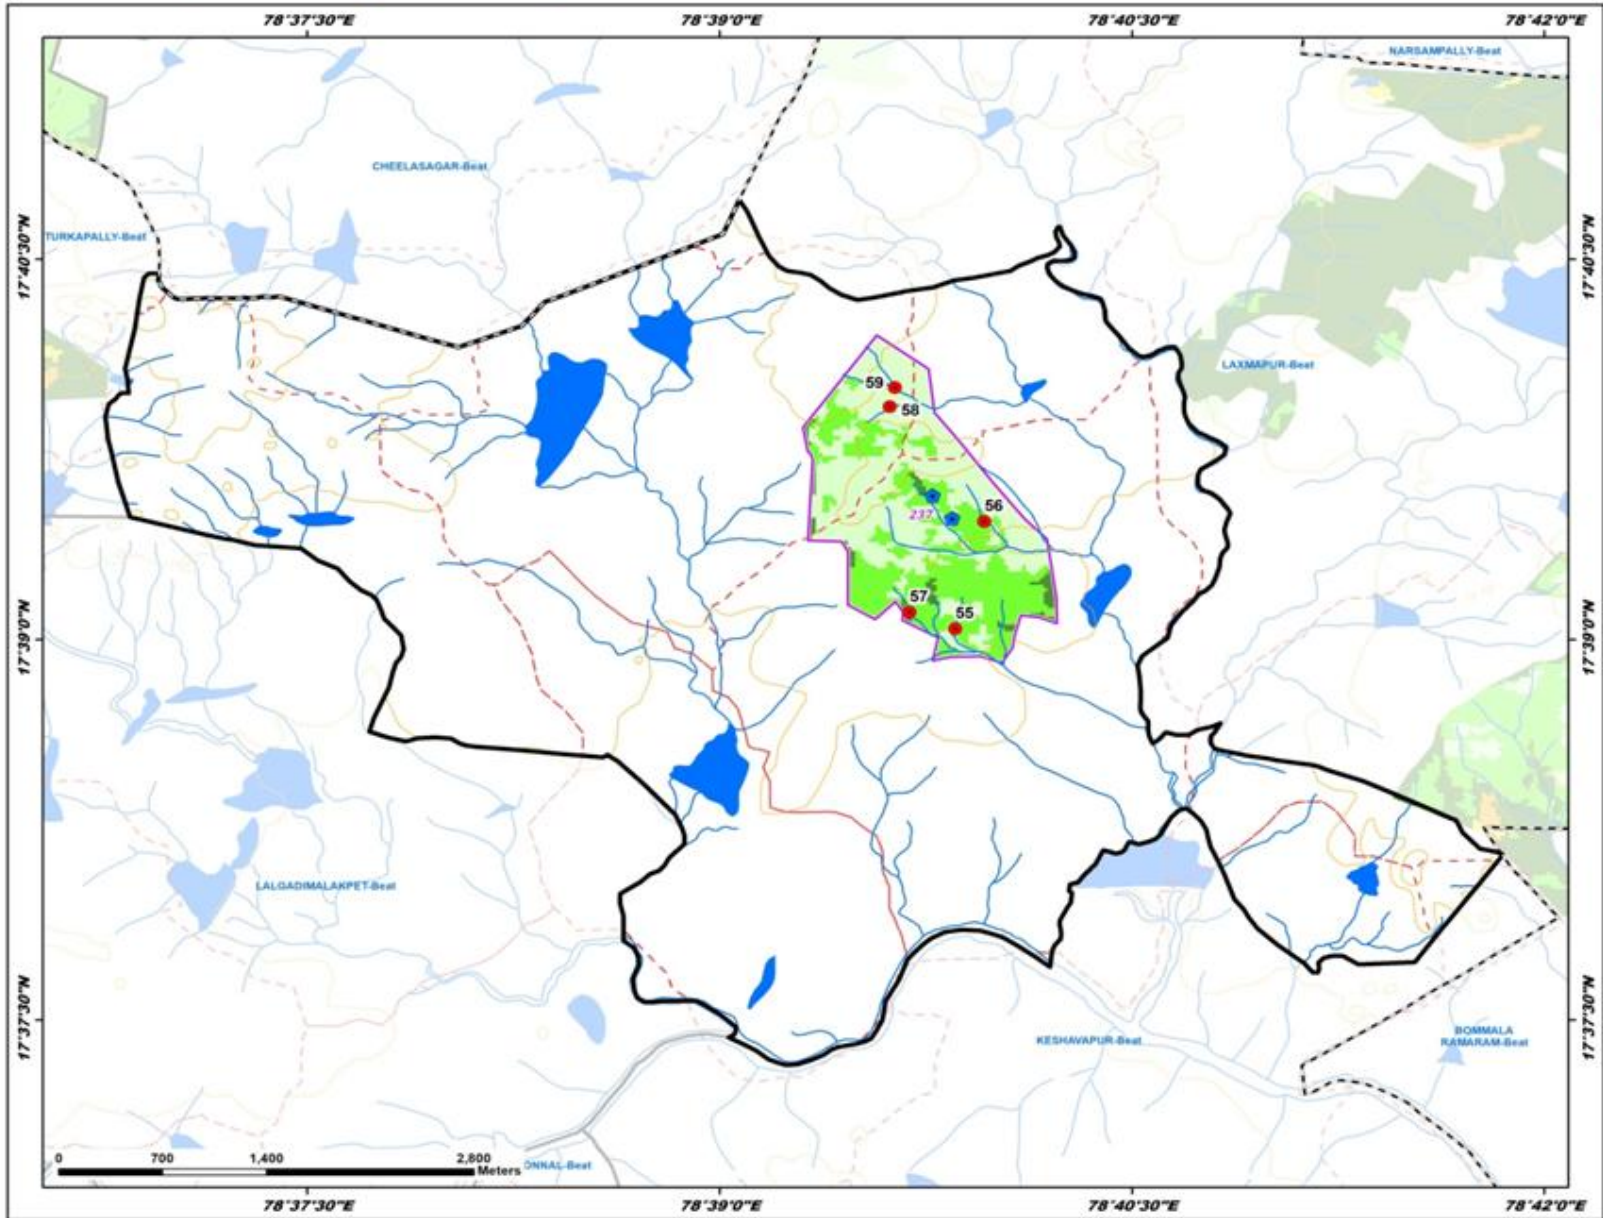 78°37'30"E 78°39'0"E 78°40'30"E 78°42'0"E
NARSAMPALLY-Beat
CHEELASAGAR-Beat
TURKAPALLY-Beat
17°40'30"N 17°40'30"N
LAXMAPUR-Beat
59
58
56
237
57
55
17°39'0"N 17°39'0"N
LALGADIMALAKPET-Beat
17°37'30"N 17°37'30"N
KESHAVAPUR-Beat
BOMMALA
RAMARAM-Beat
0 700 1,400 2,800
Meters
ONNAL-Beat
78°37'30"E 78°39'0"E 78°40'30"E 78°42'0"E